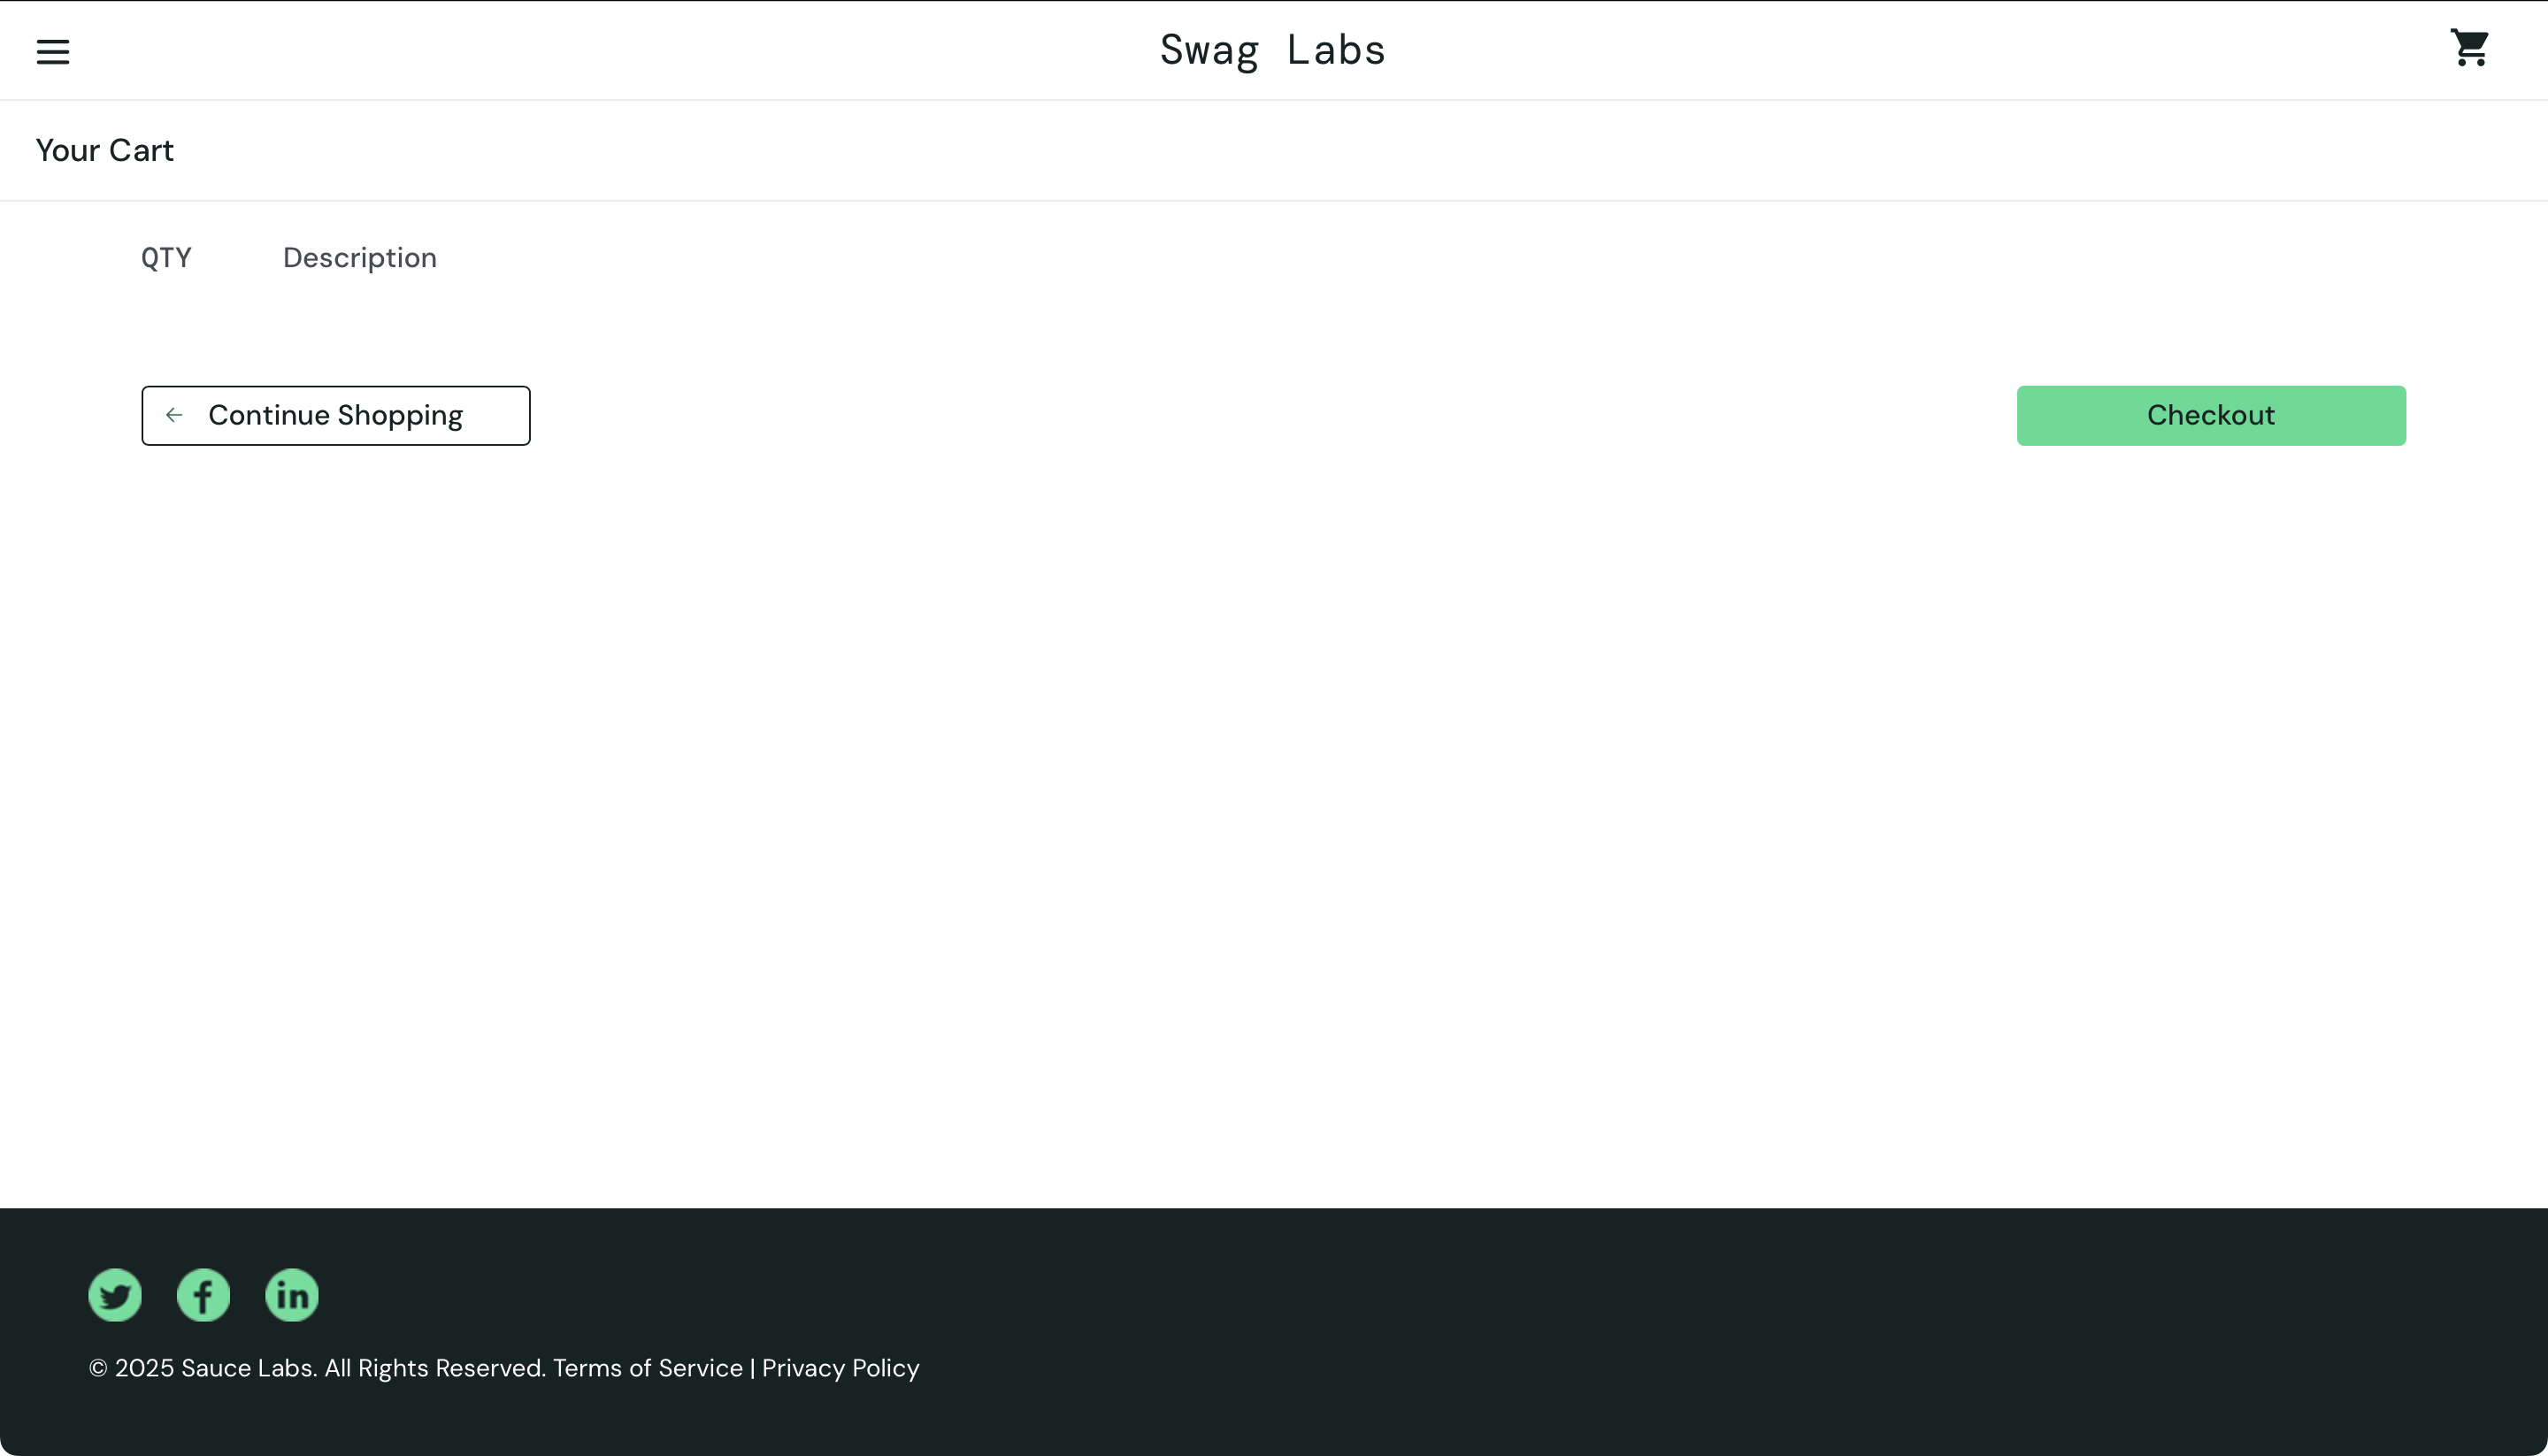 Swag Labs
Your Cart
QTY Description
Continue Shopping
Checkout
© 2025 Sauce Labs. All Rights Reserved. Terms of Service | Privacy Policy